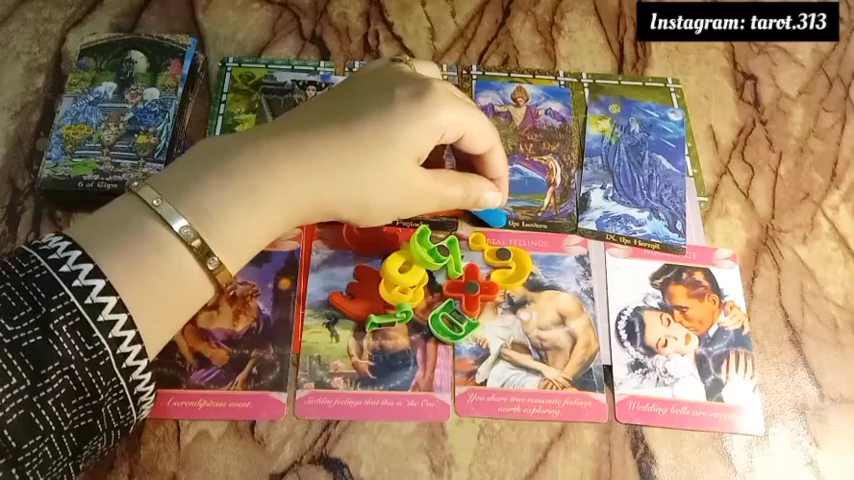 Instagram: tarot.313
6 of Cups
the Lovers
IX. the Hermit
REAL FEELINGS
MARRIAGE
serendipitous event.
Sudden feelings that this is "the One"
You share true romantic feelings
worth exploring.
Wedding bells are